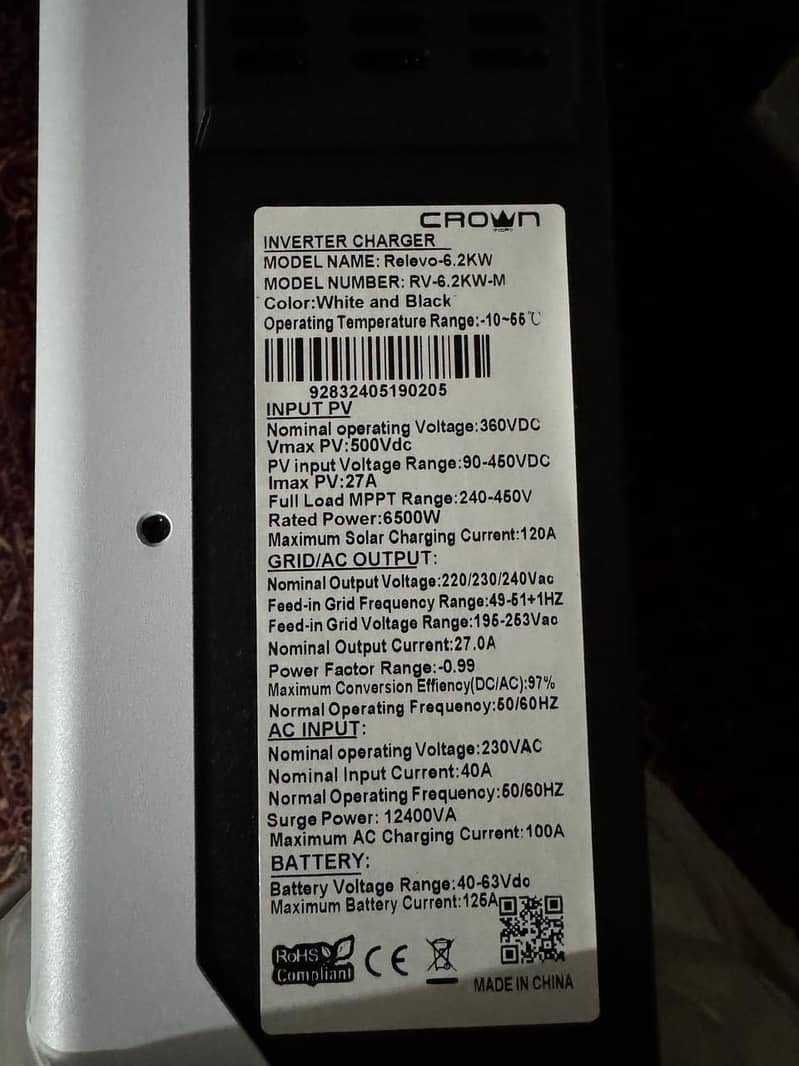 CROWN
MICRO
INVERTER CHARGER
MODEL NAME: Relevo-6.2KW
MODEL NUMBER: RV-6.2KW-M
Color:White and Black
Operating Temperature Range:-10~55℃
92832405190205
INPUT PV
Nominal operating Voltage:360VDC
Vmax PV:500Vdc
PV input Voltage Range:90-450VDC
Imax PV:27A
Full Load MPPT Range:240-450V
Rated Power:6500W
Maximum Solar Charging Current:120A
GRID/AC OUTPUT:
Nominal Output Voltage:220/230/240Vac
Feed-in Grid Frequency Range:49-51+1HZ
Feed-in Grid Voltage Range:195-253Vac
Nominal Output Current:27.0A
Power Factor Range:-0.99
Maximum Conversion Effiency(DC/AC):97%
Normal Operating Frequency:50/60HZ
AC INPUT:
Nominal operating Voltage:230VAC
Nominal Input Current:40A
Normal Operating Frequency:50/60HZ
Surge Power: 12400VA
Maximum AC Charging Current:100A
BATTERY:
Battery Voltage Range:40-63Vdc
Maximum Battery Current:125A
RoHS
Compliant
CE
MADE IN CHINA